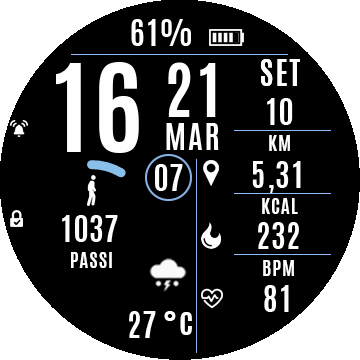 61%
16 21
MAR
07
1037
PASSI
27 °C
SET
10
KM
5,31
KCAL
232
BPM
81